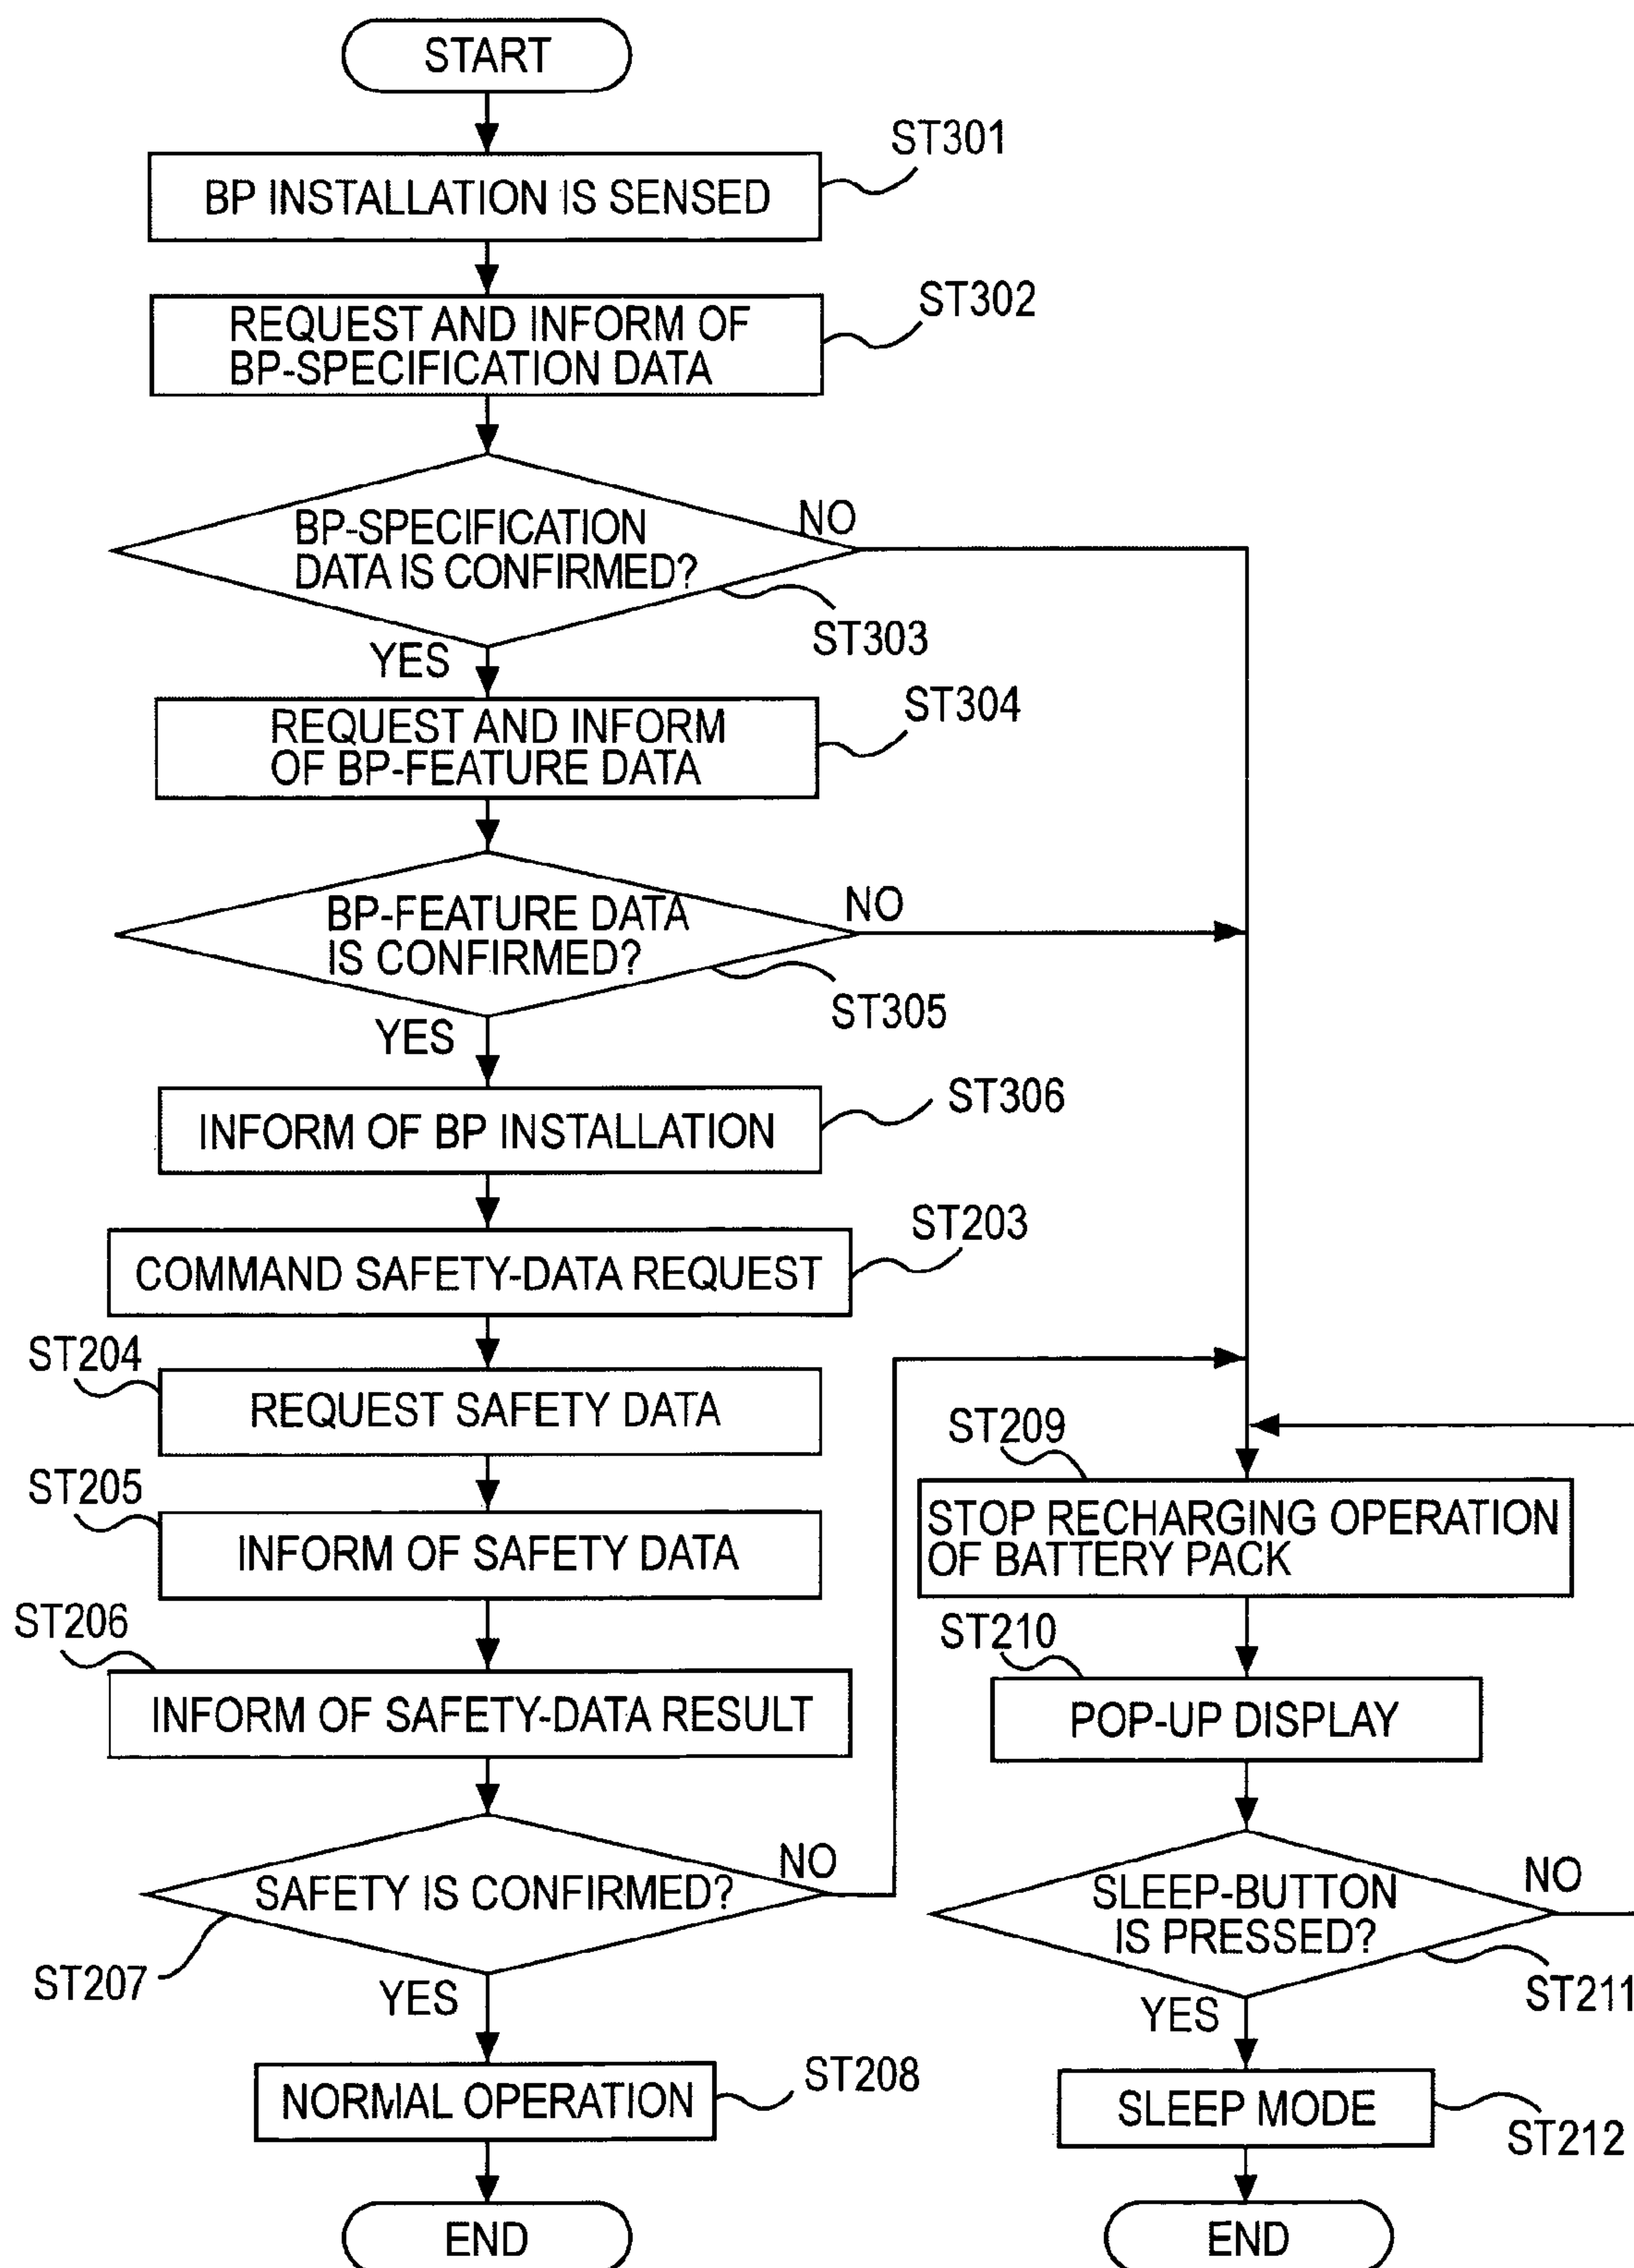 START
ST301
BP INSTALLATION IS SENSED
ST302
REQUEST AND INFORM OF
BP-SPECIFICATION DATA
NO
BP-SPECIFICATION
DATA IS CONFIRMED?
ST303
YES
ST304
REQUEST AND INFORM
OF BP-FEATURE DATA
NO
BP-FEATURE DATA
IS CONFIRMED?
ST305
YES
ST306
INFORM OF BP INSTALLATION
ST203
COMMAND SAFETY-DATA REQUEST
ST204
REQUEST SAFETY DATA
ST205
INFORM OF SAFETY DATA
ST206
INFORM OF SAFETY-DATA RESULT
NO
SAFETY IS CONFIRMED?
ST207
YES
ST208
NORMAL OPERATION
END
ST209
STOP RECHARGING OPERATION
OF BATTERY PACK
ST210
POP-UP DISPLAY
NO
SLEEP-BUTTON
IS PRESSED?
ST211
YES
SLEEP MODE
ST212
END